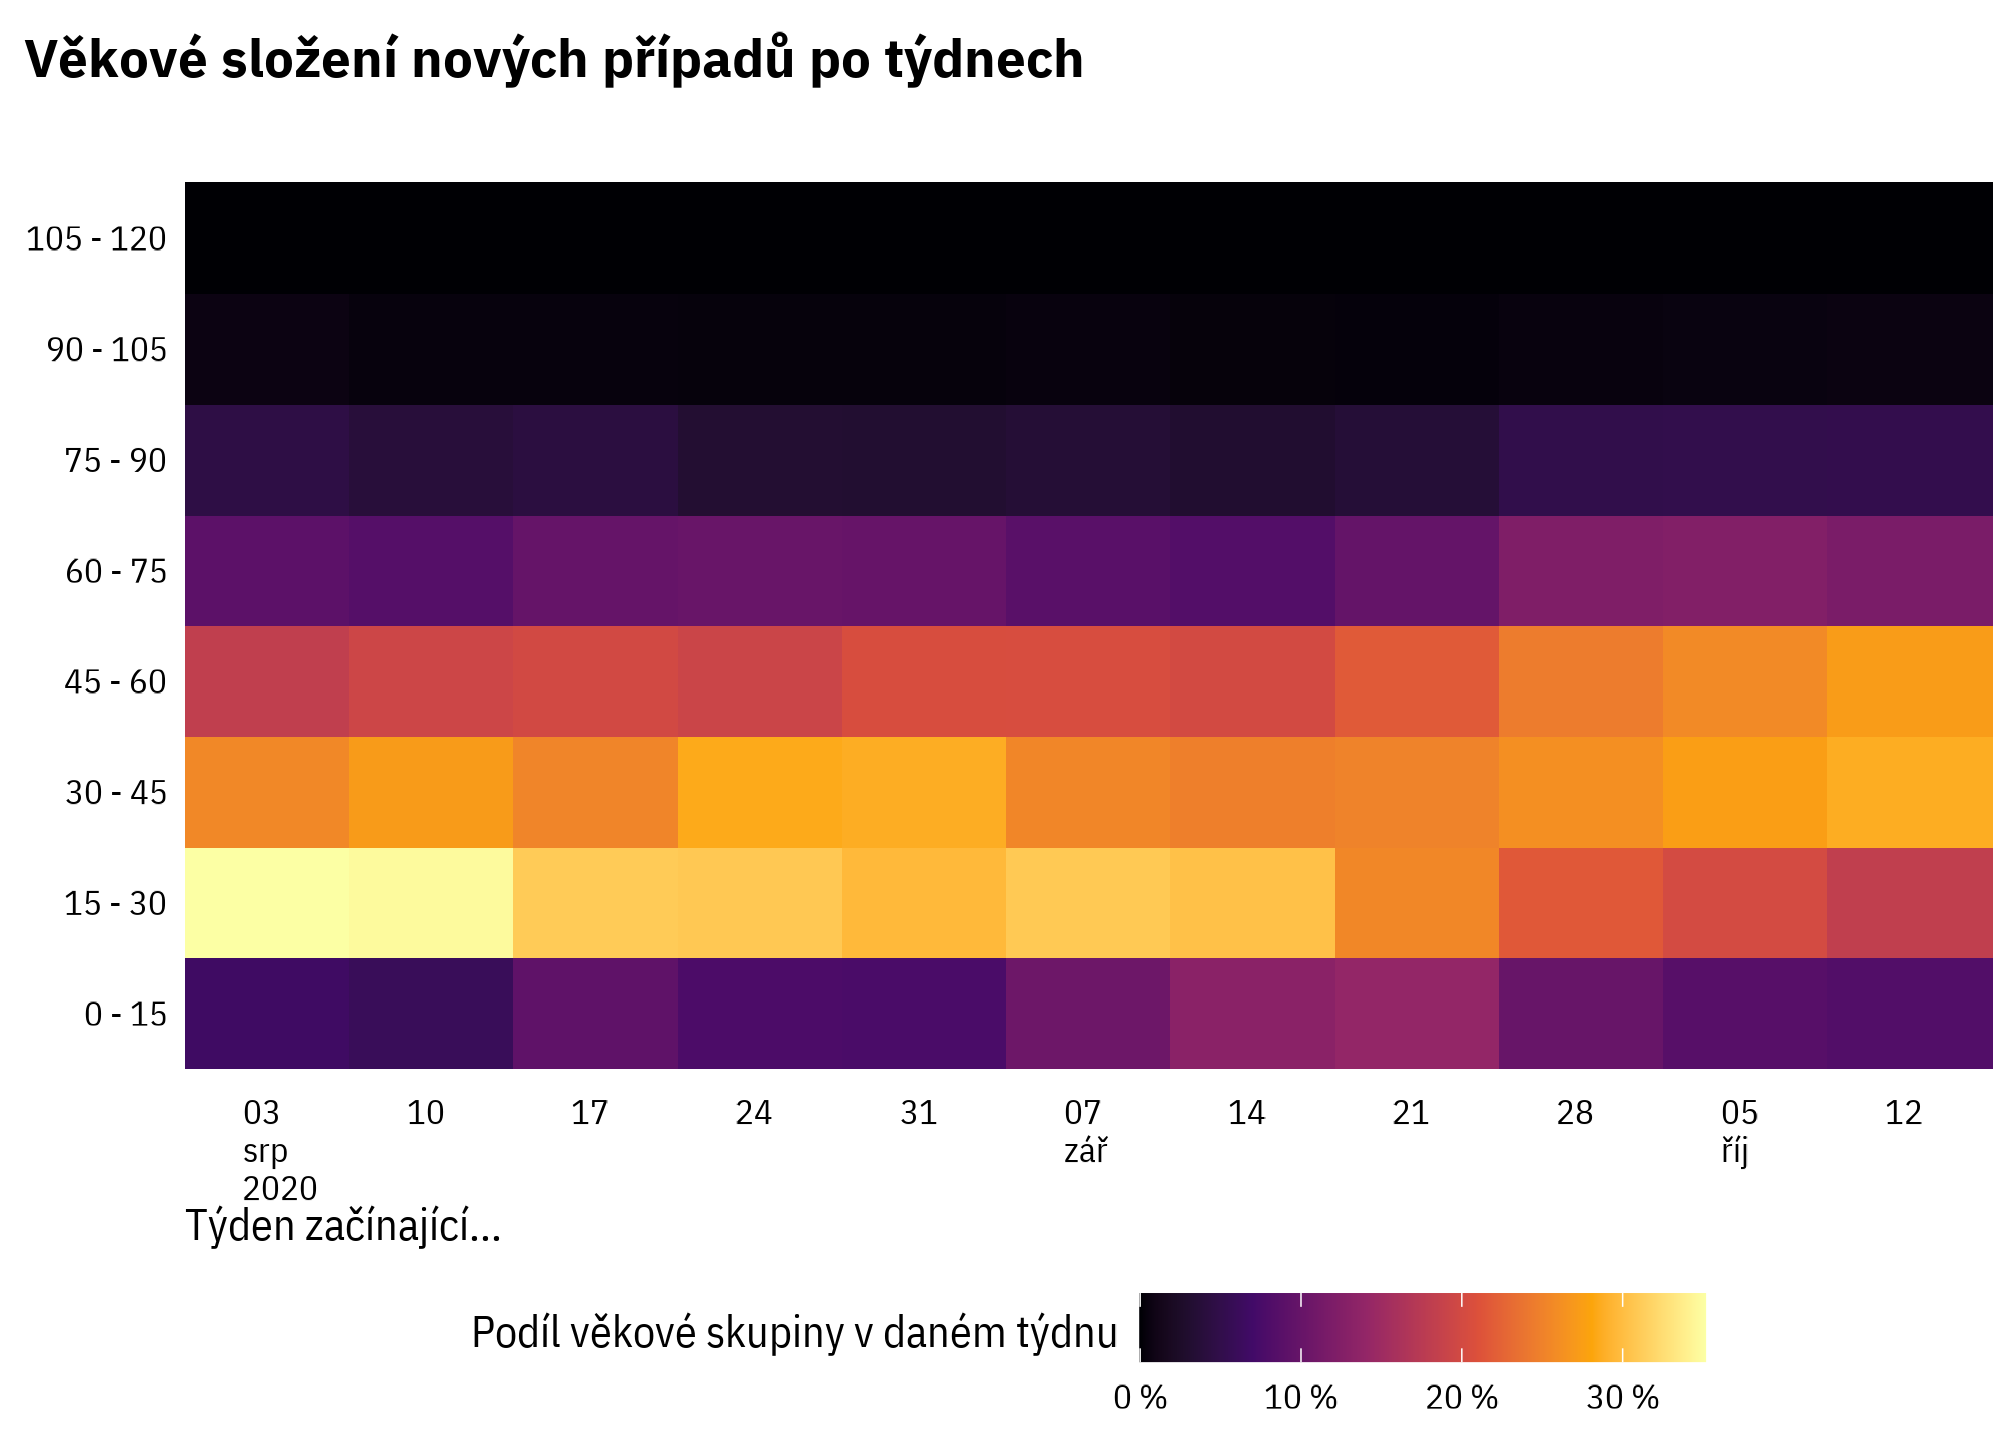 Věkové složení nových případů po týdnech
105 - 120
90 - 105
75 - 90
60 - 75
45 - 60
30 - 45
15 - 30
0 - 15
03 10 17 24 31 07 14 21 28 05 12
srp zář říj
2020
Týden začínající...
Podíl věkové skupiny v daném týdnu
0 % 10 % 20 % 30 %